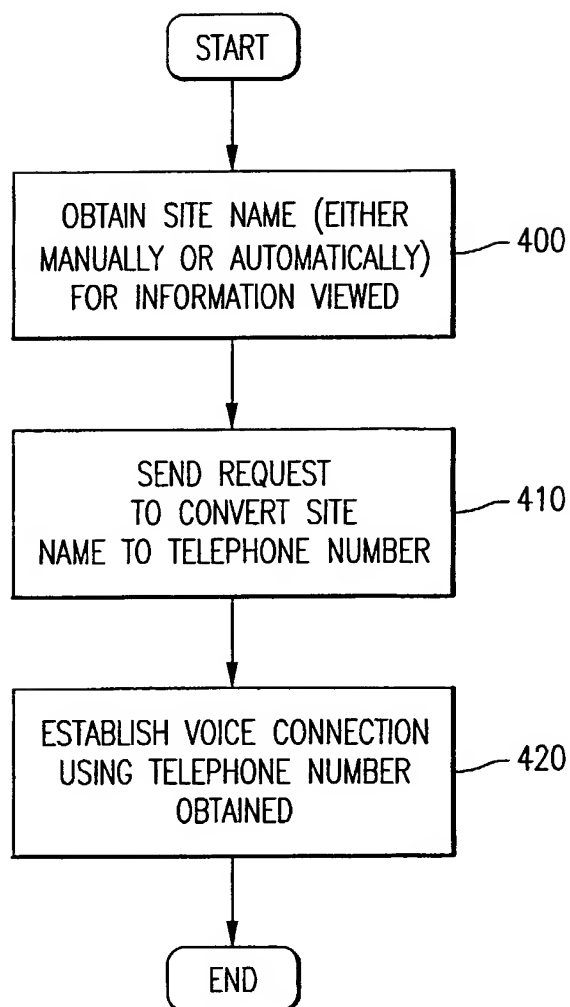 START
OBTAIN SITE NAME (EITHER
MANUALLY OR AUTOMATICALLY)
FOR INFORMATION VIEWED
400
SEND REQUEST
TO CONVERT SITE
NAME TO TELEPHONE NUMBER
410
ESTABLISH VOICE CONNECTION
USING TELEPHONE NUMBER
OBTAINED
420
END